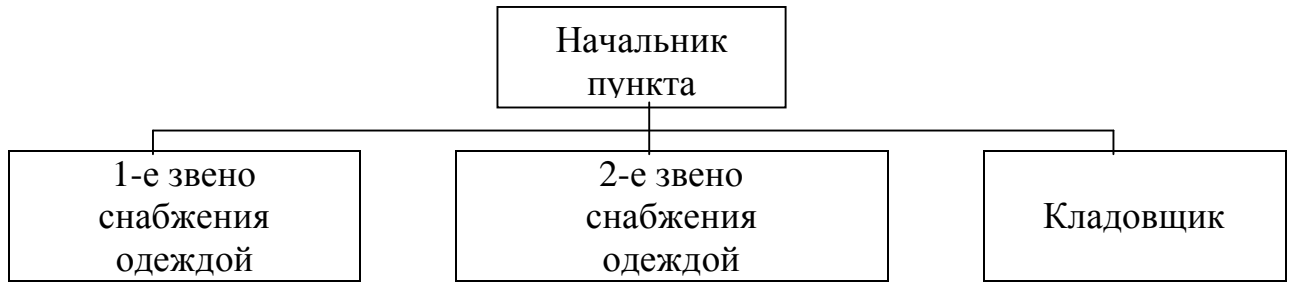 Начальник
пункта
1-е звено
снабжения
одеждой
2-е звено
снабжения
одеждой
Кладовщик